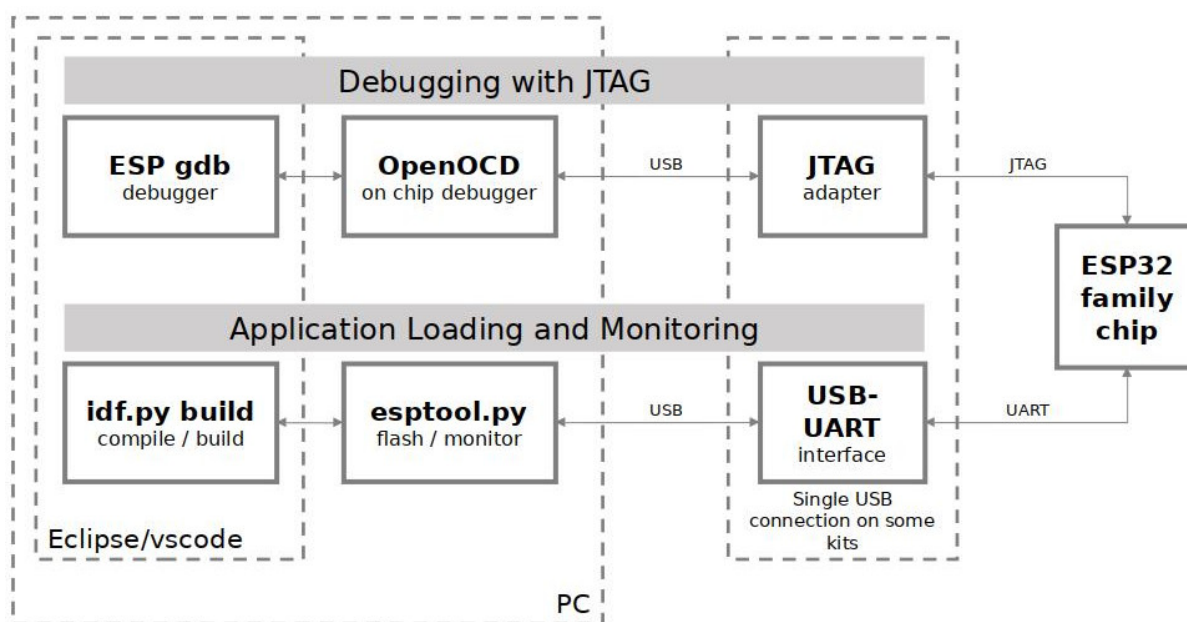 Debugging with JTAG
ESP gdb
debugger
OpenOCD
on chip debugger
USB
JTAG
adapter
JTAG
ESP32
family
chip
Application Loading and Monitoring
idf.py build
compile / build
esptool.py
flash / monitor
USB
USB-
UART
interface
UART
Single USB
connection on some
kits
Eclipse/vscode
PC